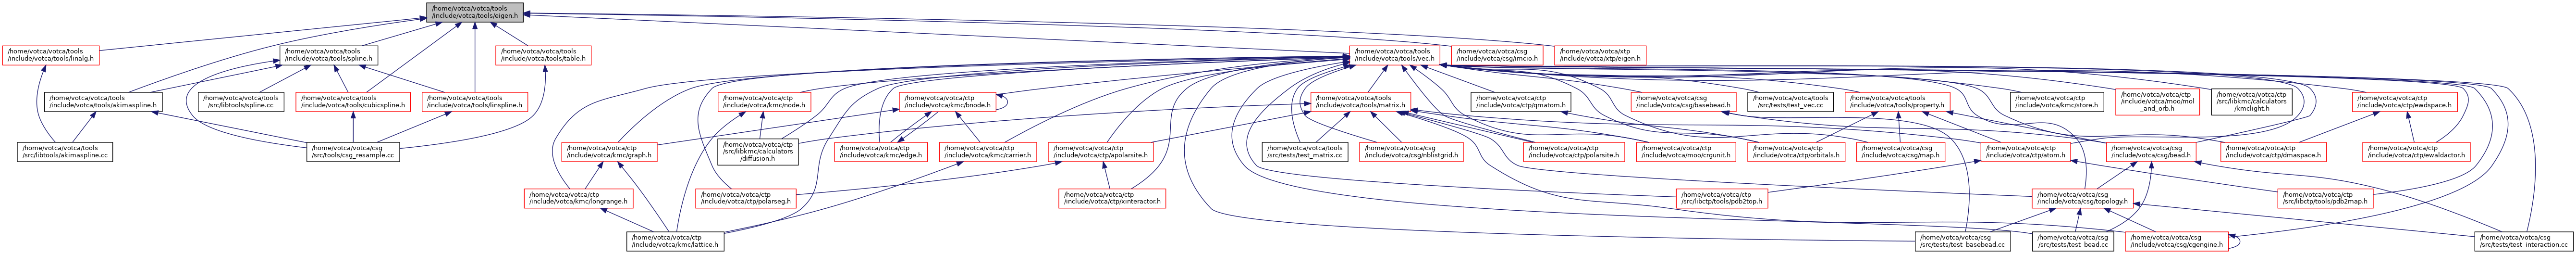 /home/votca/votca/tools
/include/votca/tools/eigen.h
/home/votca/votca/tools
/include/votca/tools/linalg.h
/home/votca/votca/tools
/include/votca/tools/spline.h
/home/votca/votca/tools
/include/votca/tools/table.h
/home/votca/votca/tools
/include/votca/tools/vec.h
/home/votca/votca/csg
/include/votca/csg/imcio.h
/home/votca/votca/xtp
/include/votca/xtp/eigen.h
/home/votca/votca/tools
/include/votca/tools/akimaspline.h
/home/votca/votca/tools
/src/libtools/spline.cc
/home/votca/votca/tools
/include/votca/tools/cubicspline.h
/home/votca/votca/tools
/include/votca/tools/linspline.h
/home/votca/votca/ctp
/include/votca/kmc/node.h
/home/votca/votca/ctp
/include/votca/kmc/bnode.h
/home/votca/votca/tools
/include/votca/tools/matrix.h
/home/votca/votca/ctp
/include/votca/ctp/qmatom.h
/home/votca/votca/csg
/include/votca/csg/basebead.h
/home/votca/votca/tools
/src/tests/test_vec.cc
/home/votca/votca/tools
/include/votca/tools/property.h
/home/votca/votca/ctp
/include/votca/kmc/store.h
/home/votca/votca/ctp
/include/votca/moo/mol
_and_orb.h
/home/votca/votca/ctp
/src/libkmc/calculators
/kmclight.h
/home/votca/votca/ctp
/include/votca/ctp/ewdspace.h
/home/votca/votca/tools
/src/libtools/akimaspline.cc
/home/votca/votca/csg
/src/tools/csg_resample.cc
/home/votca/votca/ctp
/include/votca/kmc/graph.h
/home/votca/votca/ctp
/src/libkmc/calculators
/diffusion.h
/home/votca/votca/ctp
/include/votca/kmc/edge.h
/home/votca/votca/ctp
/include/votca/kmc/carrier.h
/home/votca/votca/ctp
/include/votca/ctp/apolarsite.h
/home/votca/votca/tools
/src/tests/test_matrix.cc
/home/votca/votca/csg
/include/votca/csg/nblistgrid.h
/home/votca/votca/ctp
/include/votca/ctp/polarsite.h
/home/votca/votca/ctp
/include/votca/moo/crgunit.h
/home/votca/votca/ctp
/include/votca/ctp/orbitals.h
/home/votca/votca/csg
/include/votca/csg/map.h
/home/votca/votca/ctp
/include/votca/ctp/atom.h
/home/votca/votca/csg
/include/votca/csg/bead.h
/home/votca/votca/ctp
/include/votca/ctp/dmaspace.h
/home/votca/votca/ctp
/include/votca/ctp/ewaldactor.h
/home/votca/votca/ctp
/include/votca/kmc/longrange.h
/home/votca/votca/ctp
/include/votca/ctp/polarseg.h
/home/votca/votca/ctp
/include/votca/ctp/xinteractor.h
/home/votca/votca/ctp
/src/libctp/tools/pdb2top.h
/home/votca/votca/csg
/include/votca/csg/topology.h
/home/votca/votca/ctp
/src/libctp/tools/pdb2map.h
/home/votca/votca/ctp
/include/votca/kmc/lattice.h
/home/votca/votca/csg
/src/tests/test_basebead.cc
/home/votca/votca/csg
/src/tests/test_bead.cc
/home/votca/votca/csg
/include/votca/csg/cgengine.h
/home/votca/votca/csg
/src/tests/test_interaction.cc